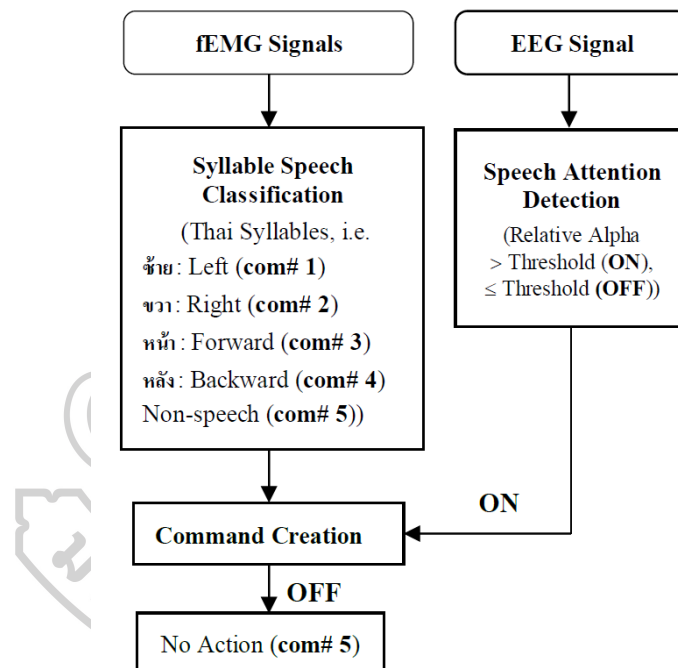 fEMG Signals
EEG Signal
Syllable Speech
Classification
(Thai Syllables, i.e.
ซ้าย: Left (com# 1)
ขวา: Right (com# 2)
หน้า: Forward (com# 3)
หลัง: Backward (com# 4)
Non-speech (com# 5))
Speech Attention
Detection
(Relative Alpha
> Threshold (ON),
≤ Threshold (OFF))
ON
Command Creation
OFF
No Action (com# 5)